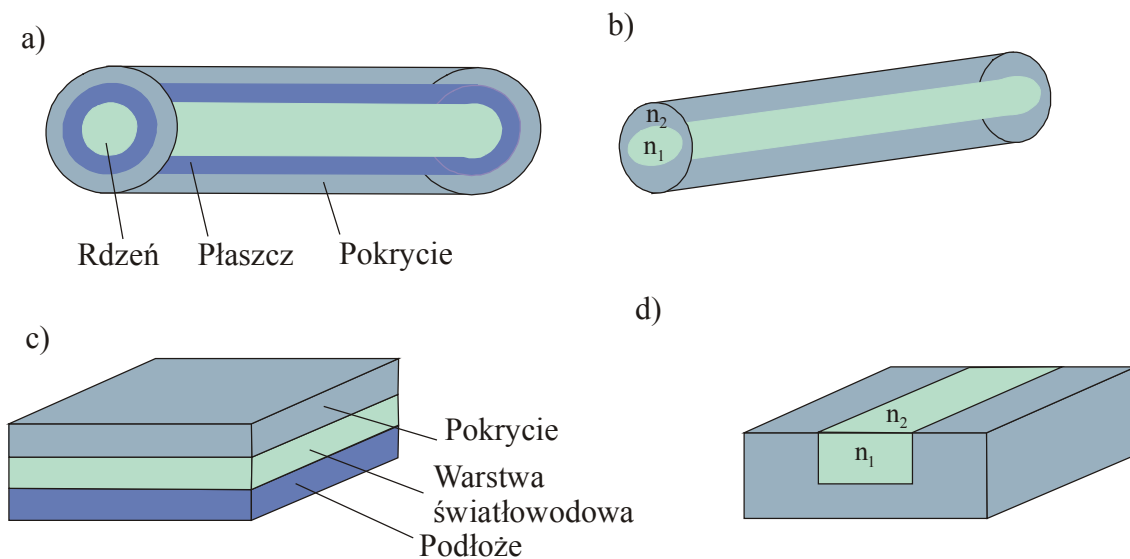 a)
Rdzeń
Płaszcz
Pokrycie
b)
n2
n1
c)
Pokrycie
Warstwa
światłowodowa
Podłoże
d)
n2
n1